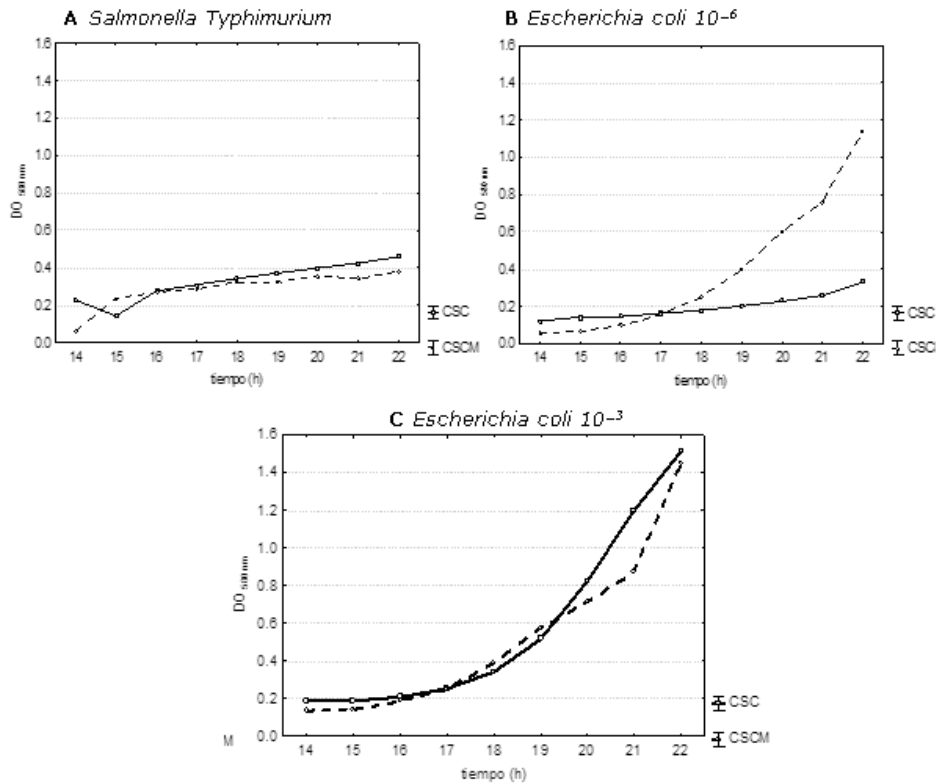 A Salmonella Typhimurium
1.6
1.4
1.2
1.0
0.8
0.6
0.4
0.2
0.0
DO
14 15 16 17 18 19 20 21 22
tiempo (h)
CSC
CSCM
B Escherichia coli 10⁻⁶
1.6
1.4
1.2
1.0
0.8
0.6
0.4
0.2
0.0
DO
14 15 16 17 18 19 20 21 22
tiempo (h)
CSC
CSC
C Escherichia coli 10⁻³
1.6
1.4
1.2
1.0
0.8
0.6
0.4
0.2
0.0
DO
M
14 15 16 17 18 19 20 21 22
tiempo (h)
CSC
CSCM